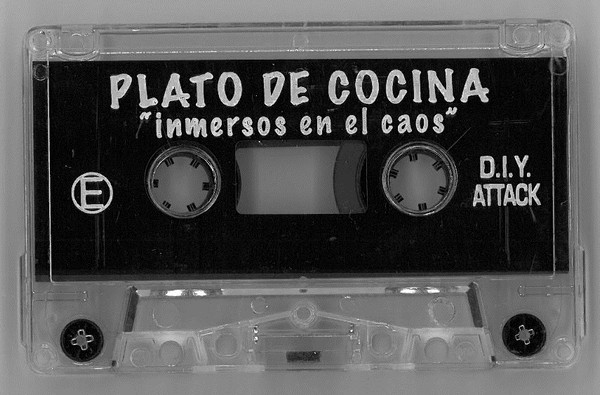 PLATO DE COCINA
"inmersos en el caos"
E
D.I.Y.
ATTACK